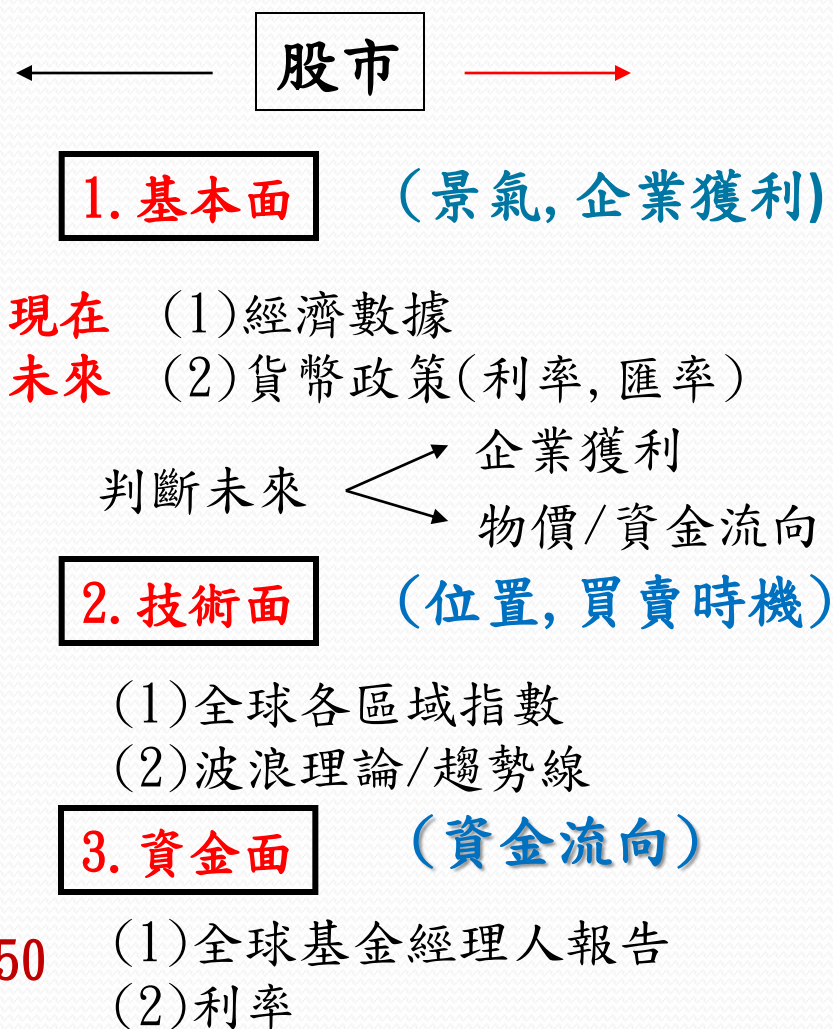 股市
1.基本面 (景氣,企業獲利)
現在 (1)經濟數據
未來 (2)貨幣政策(利率,匯率)
企業獲利
判斷未來
物價/資金流向
2.技術面 (位置,買賣時機)
(1)全球各區域指數
(2)波浪理論/趨勢線
3.資金面 (資金流向)
(1)全球基金經理人報告
50
(2)利率